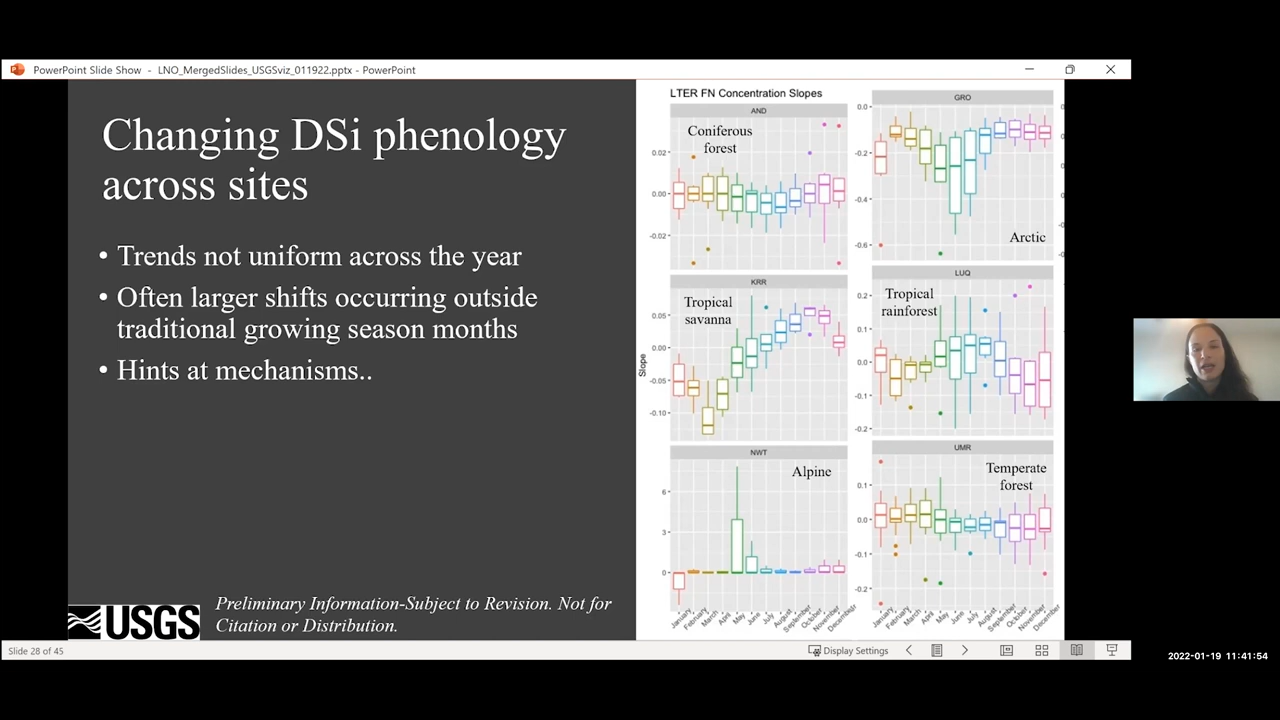 PowerPoint Slide Show - LNO_MergedSlides_USGSviz_011922.pptx - PowerPoint
Changing DSi phenology
across sites
• Trends not uniform across the year
• Often larger shifts occurring outside
traditional growing season months
• Hints at mechanisms..
USGS
Preliminary Information-Subject to Revision. Not for
Citation or Distribution.
LTER FN Concentration Slopes
AND
Coniferous
forest
0.02
0.00
-0.02
GRO
0.0
-0.2
-0.4
-0.6
Arctic
KRR
Tropical
savanna
0.05
0.00
-0.05
-0.10
Slope
LUQ
Tropical
rainforest
0.2
0.1
0.0
-0.1
-0.2
NWT
Alpine
6
3
0
January
February
March
April
May
June
July
August
September
October
November
December
UMR
Temperate
forest
0.1
0.0
-0.1
-0.2
January
February
March
April
May
June
July
August
September
October
November
December
Slide 28 of 45
Display Settings
2022-01-19 11:41:54